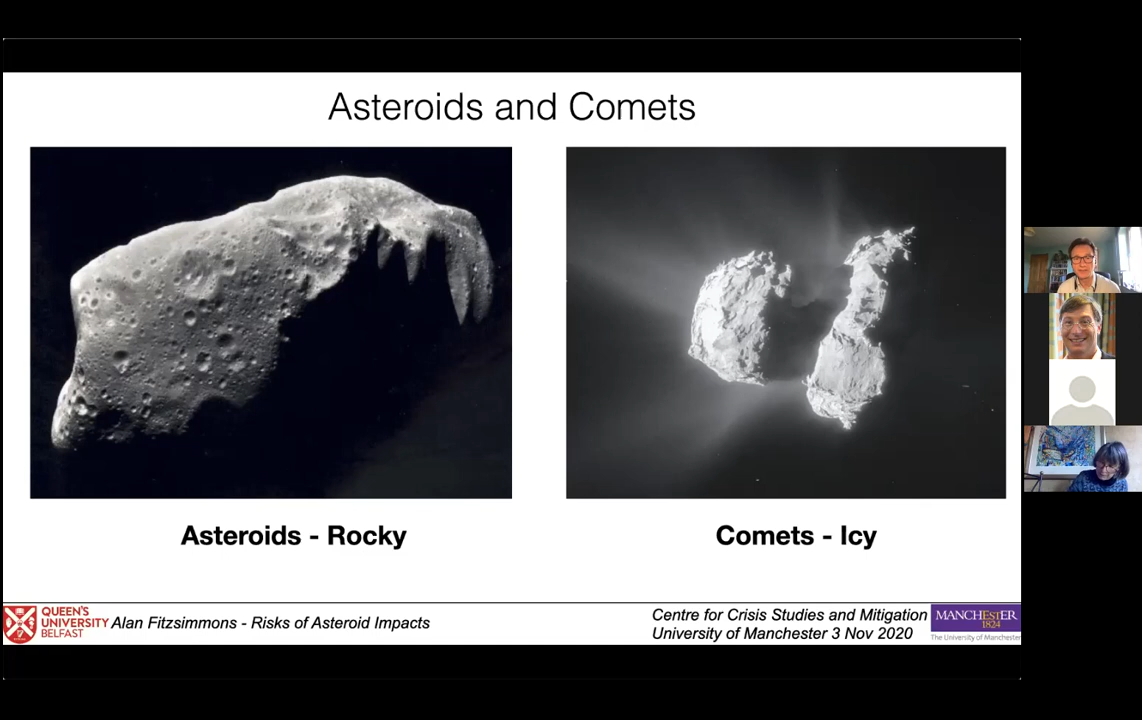 Asteroids and Comets
Asteroids - Rocky
Comets - Icy
QUEEN'S
UNIVERSITY
BELFAST
Alan Fitzsimmons - Risks of Asteroid Impacts
Centre for Crisis Studies and Mitigation
University of Manchester 3 Nov 2020
MANCHESTER
1824
The University of Manchester